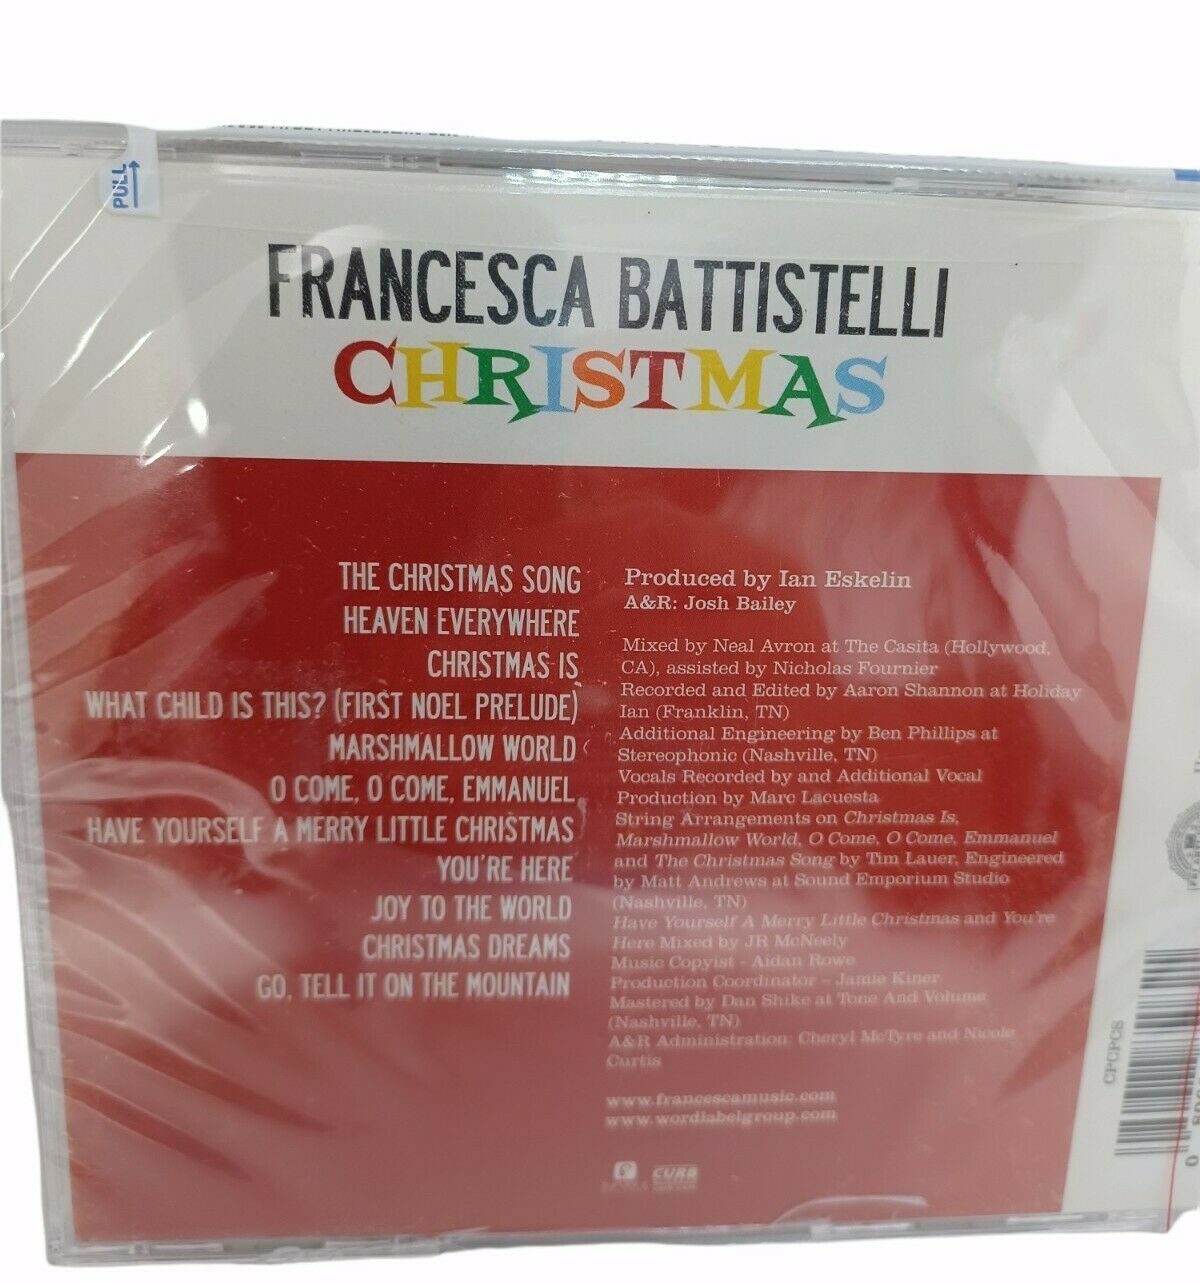 PULL
FRANCESCA BATTISTELLI
CHRISTMAS
THE CHRISTMAS SONG
HEAVEN EVERYWHERE
CHRISTMAS IS
WHAT CHILD IS THIS? (FIRST NOEL PRELUDE)
MARSHMALLOW WORLD
O COME, O COME, EMMANUEL
HAVE YOURSELF A MERRY LITTLE CHRISTMAS
YOU'RE HERE
JOY TO THE WORLD
CHRISTMAS DREAMS
GO, TELL IT ON THE MOUNTAIN
Produced by Ian Eskelin
A&R: Josh Bailey
Mixed by Neal Avron at The Casita (Hollywood,
CA), assisted by Nicholas Fournier
Recorded and Edited by Aaron Shannon at Holiday
Ian (Franklin, TN)
Additional Engineering by Ben Phillips at
Stereophonic (Nashville, TN)
Vocals Recorded by and Additional Vocal
Production by Marc Lacuesta
String Arrangements on Christmas Is,
Marshmallow World, O Come, O Come, Emmanuel
and The Christmas Song by Tim Lauer, Engineered
by Matt Andrews at Sound Emporium Studio
(Nashville, TN)
Have Yourself A Merry Little Christmas and You're
Here Mixed by JR McNeely
Music Copyist - Aidan Rowe
Production Coordinator – Jamie Kiner
Mastered by Dan Shike at Tone And Volume
(Nashville, TN)
A&R Administration: Cheryl McTyre and Nicole
Curtis
www.francescamusic.com
www.wordlabelgroup.com
CURB
CPCPCS